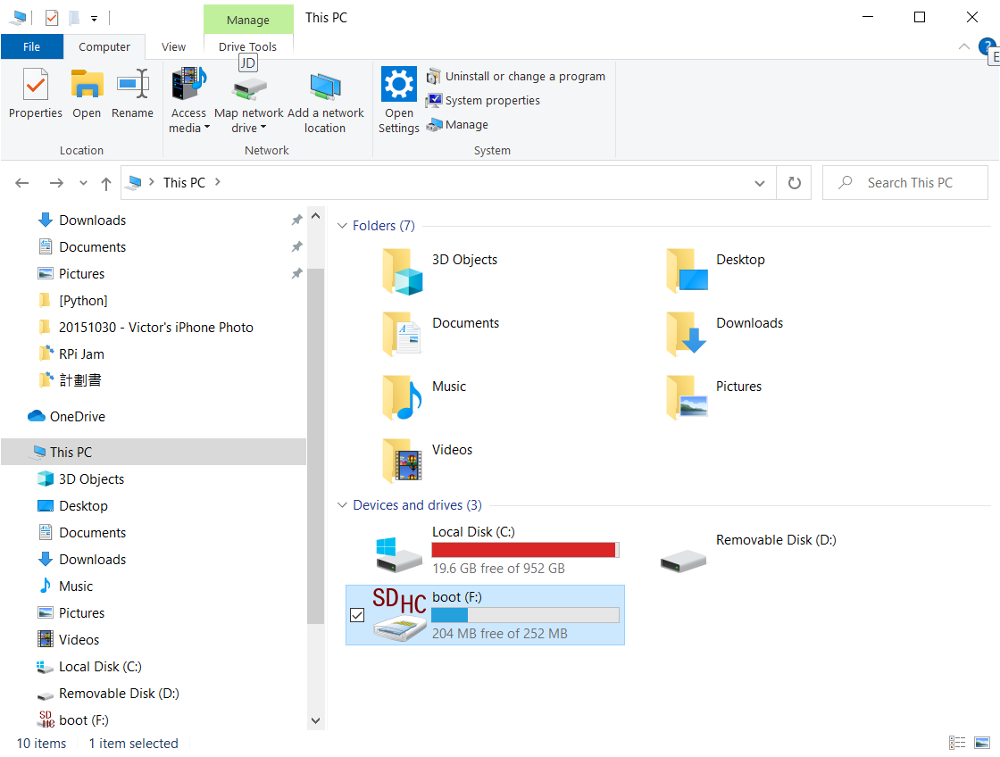 Manage
This PC
File
Computer
View
Drive Tools
JD
?
E
Properties
Open
Rename
Access media
Map network drive
Add a network location
Open Settings
Uninstall or change a program
System properties
Manage
Location
Network
System
This PC
Search This PC
Downloads
Documents
Pictures
[Python]
20151030 - Victor's iPhone Photo
RPi Jam
計劃書
OneDrive
This PC
3D Objects
Desktop
Documents
Downloads
Music
Pictures
Videos
Local Disk (C:)
Removable Disk (D:)
SD HC
boot (F:)
Folders (7)
3D Objects
Desktop
Documents
Downloads
Music
Pictures
Videos
Devices and drives (3)
Local Disk (C:)
19.6 GB free of 952 GB
Removable Disk (D:)
SD HC
boot (F:)
204 MB free of 252 MB
10 items
1 item selected